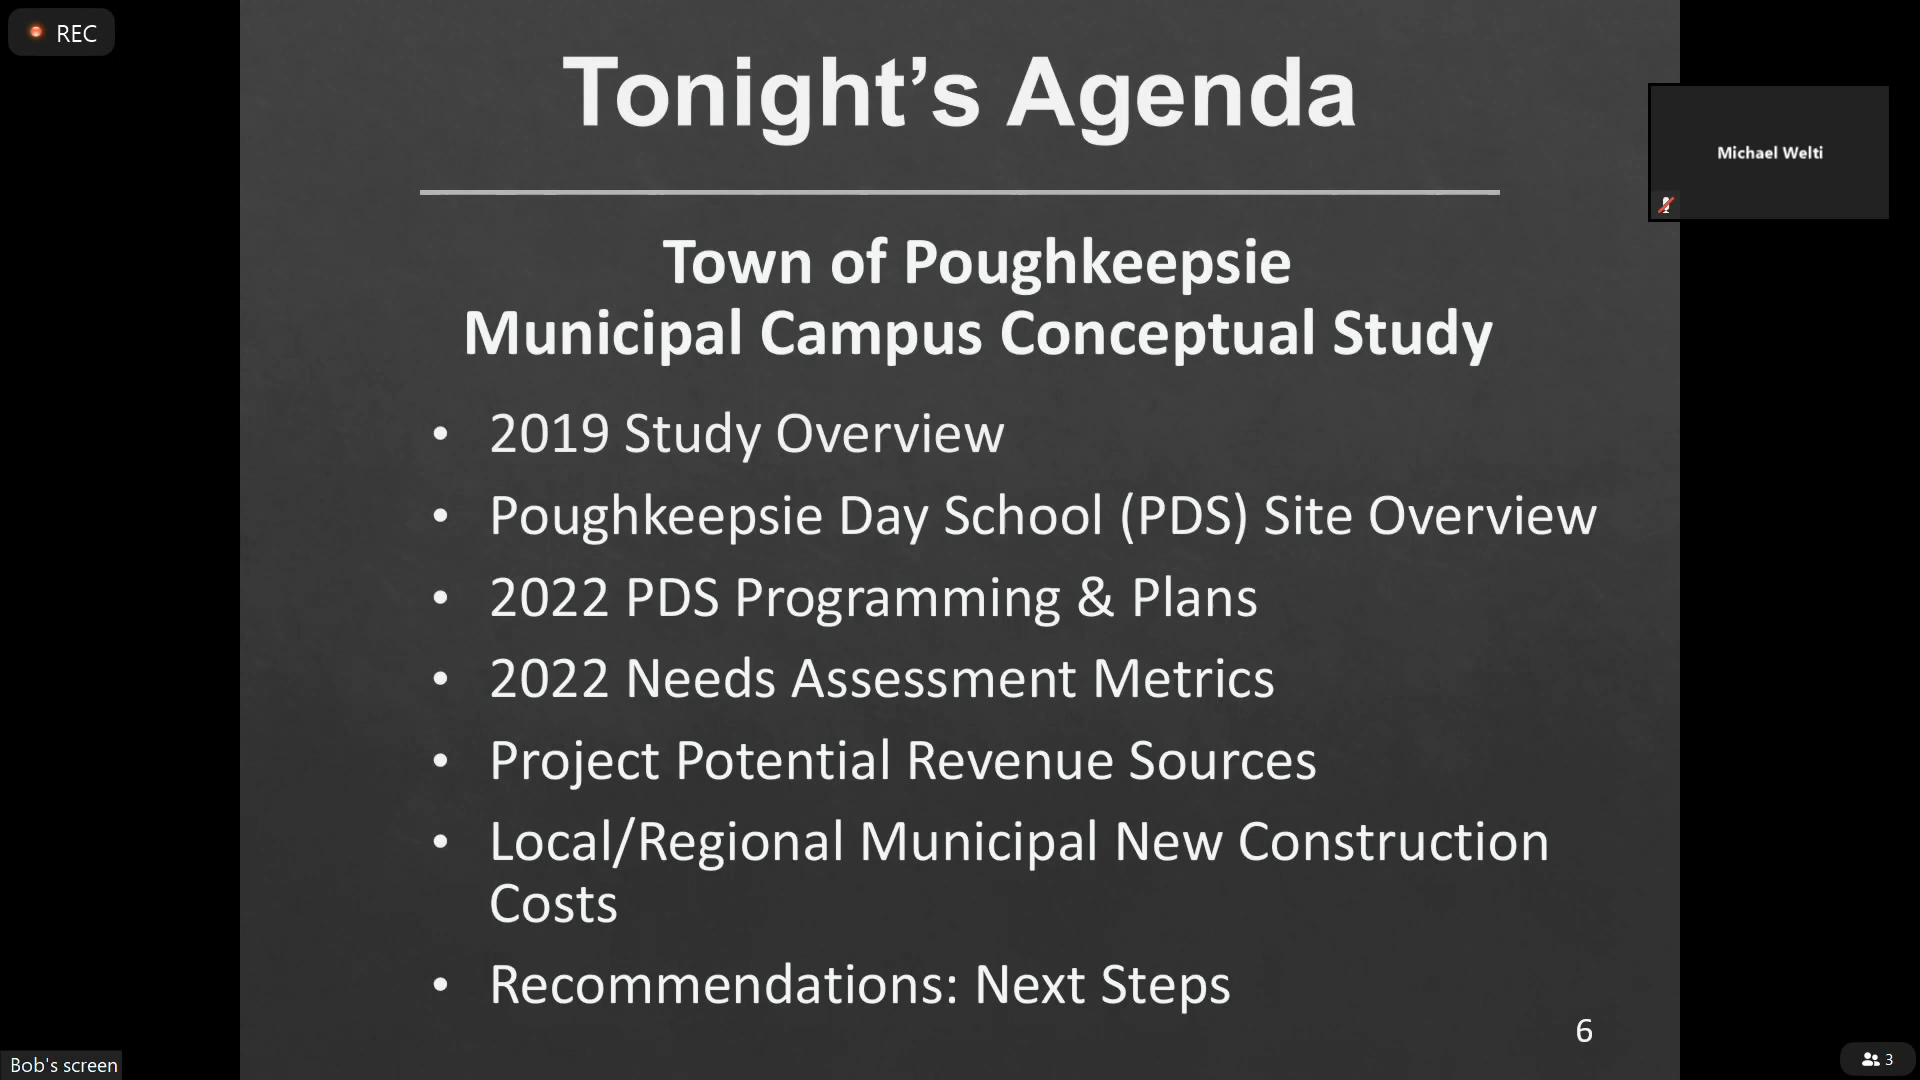 REC
Tonight’s Agenda
Michael Welti
Town of Poughkeepsie
Municipal Campus Conceptual Study
• 2019 Study Overview
• Poughkeepsie Day School (PDS) Site Overview
• 2022 PDS Programming & Plans
• 2022 Needs Assessment Metrics
• Project Potential Revenue Sources
• Local/Regional Municipal New Construction
Costs
• Recommendations: Next Steps
6
Bob's screen
3